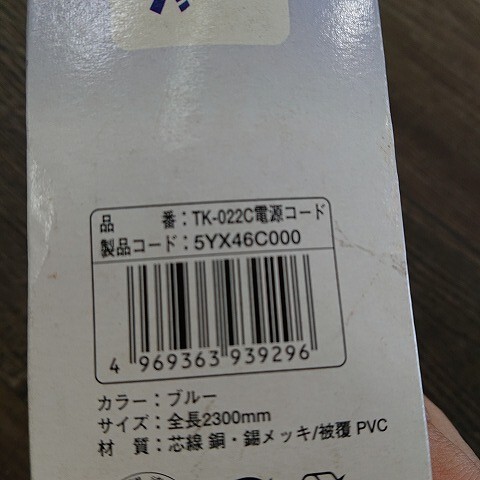 品 番：TK-022C電源コード
製品コード：5YX46C000
4 969363 939296
カラー：ブルー
サイズ：全長2300mm
材 質：芯線 銅・錫メッキ/被覆 PVC